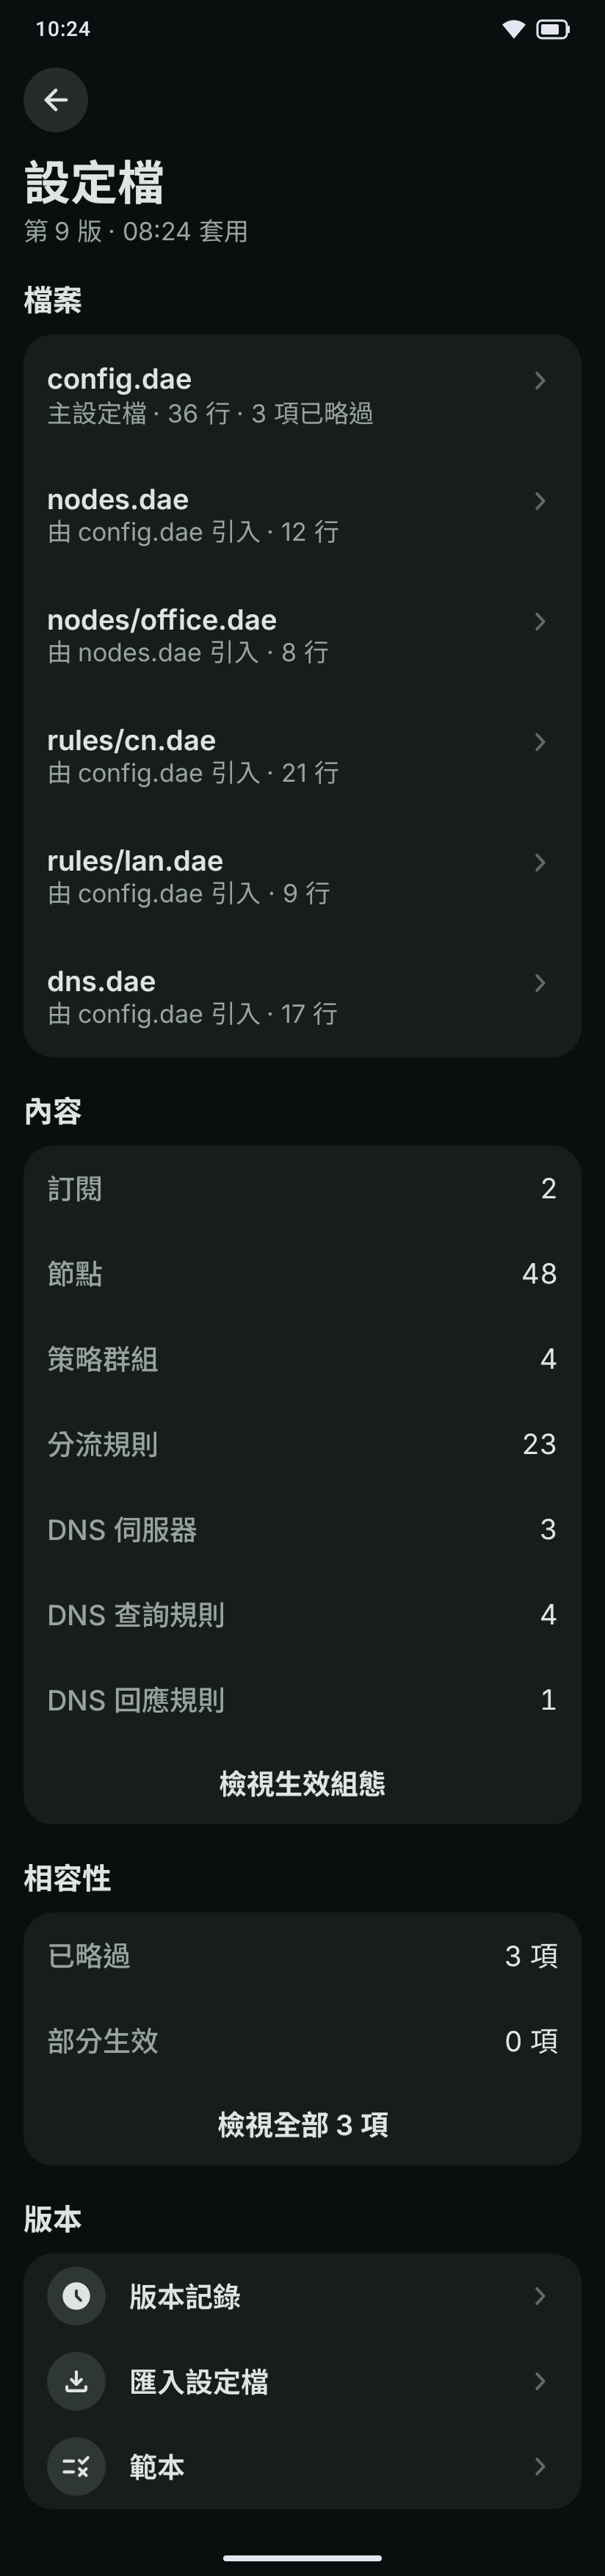 10:24
設定檔
第 9 版 · 08:24 套用
檔案
config.dae
主設定檔 · 36 行 · 3 項已略過
nodes.dae
由 config.dae 引入 · 12 行
nodes/office.dae
由 nodes.dae 引入 · 8 行
rules/cn.dae
由 config.dae 引入 · 21 行
rules/lan.dae
由 config.dae 引入 · 9 行
dns.dae
由 config.dae 引入 · 17 行
內容
訂閱 2
節點 48
策略群組 4
分流規則 23
DNS 伺服器 3
DNS 查詢規則 4
DNS 回應規則 1
檢視生效組態
相容性
已略過 3 項
部分生效 0 項
檢視全部 3 項
版本
版本記錄
匯入設定檔
範本